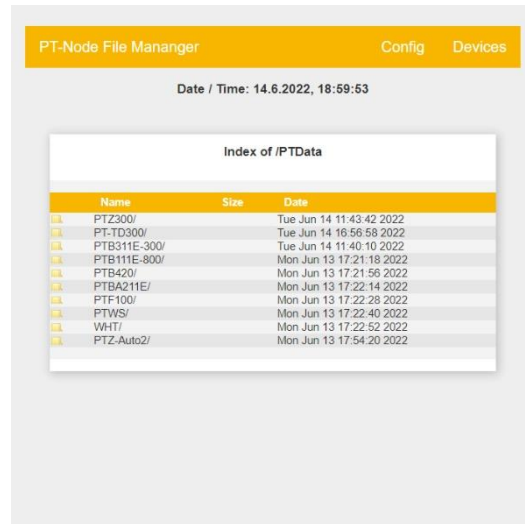 PT-Node File Mananger Config Devices
Date / Time: 14.6.2022, 18:59:53
Index of /PTData
Name Size Date
PTZ300/ Tue Jun 14 11:43:42 2022
PT-TD300/ Tue Jun 14 16:56:58 2022
PTB311E-300/ Tue Jun 14 11:40:10 2022
PTB111E-800/ Mon Jun 13 17:21:18 2022
PTB420/ Mon Jun 13 17:21:56 2022
PTBA211E/ Mon Jun 13 17:22:14 2022
PTF100/ Mon Jun 13 17:22:28 2022
PTWS/ Mon Jun 13 17:22:40 2022
WHT/ Mon Jun 13 17:22:52 2022
PTZ-Auto2/ Mon Jun 13 17:54:20 2022